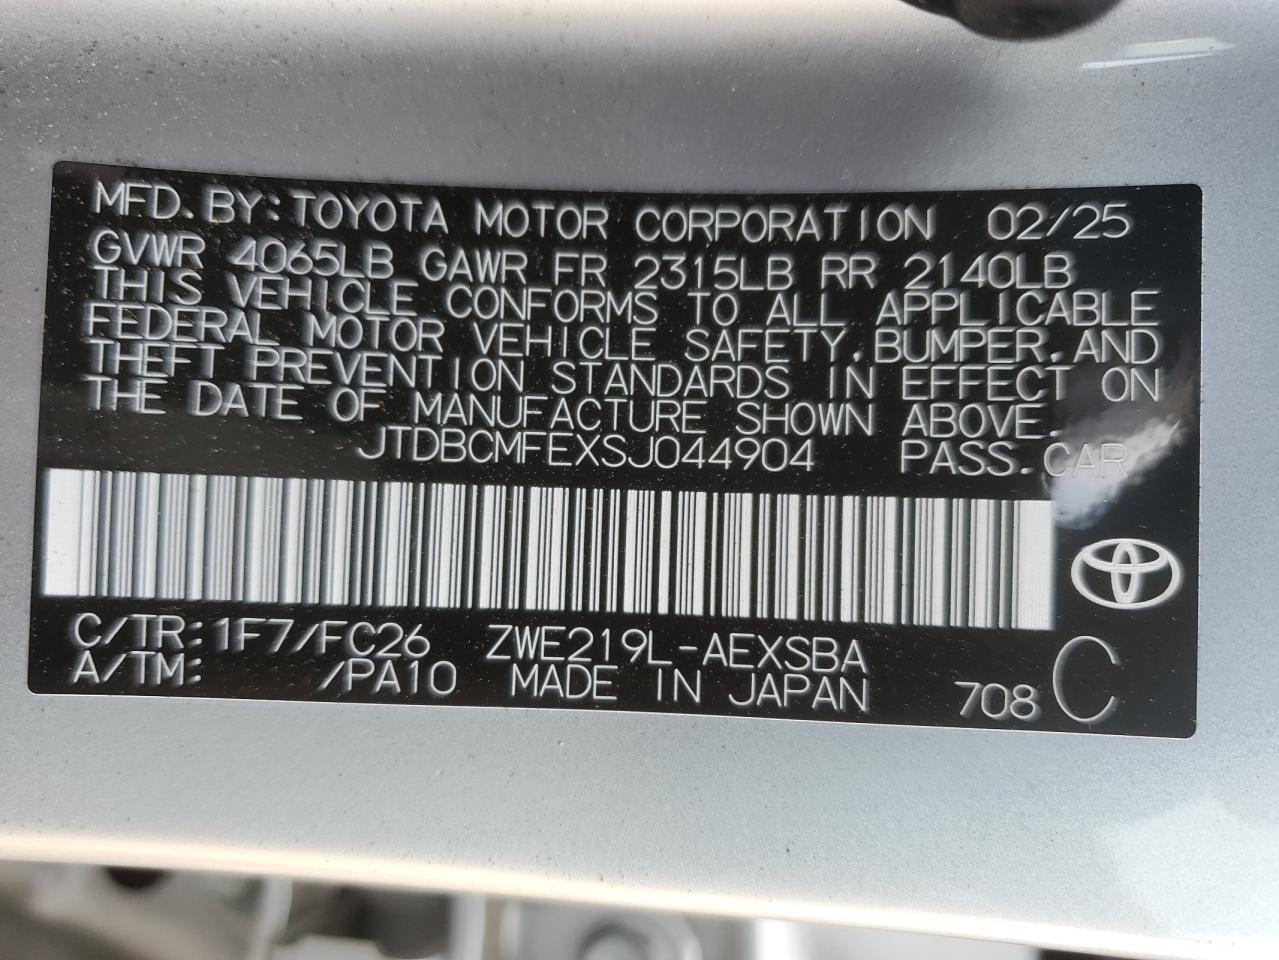 MFD.BY:TOYOTA MOTOR CORPORATION 02/25
GVWR 4065LB GAWR FR 2315LB RR 2140LB
THIS VEHICLE CONFORMS TO ALL APPLICABLE
FEDERAL MOTOR VEHICLE SAFETY,BUMPER,AND
THEFT PREVENTION STANDARDS IN EFFECT ON
THE DATE OF MANUFACTURE SHOWN ABOVE.
JTDBCMFEXSJ044904 PASS.CAR
C/TR:1F7/FC26 ZWE219L-AEXSBA
A/TM: /PA10 MADE IN JAPAN 708 C